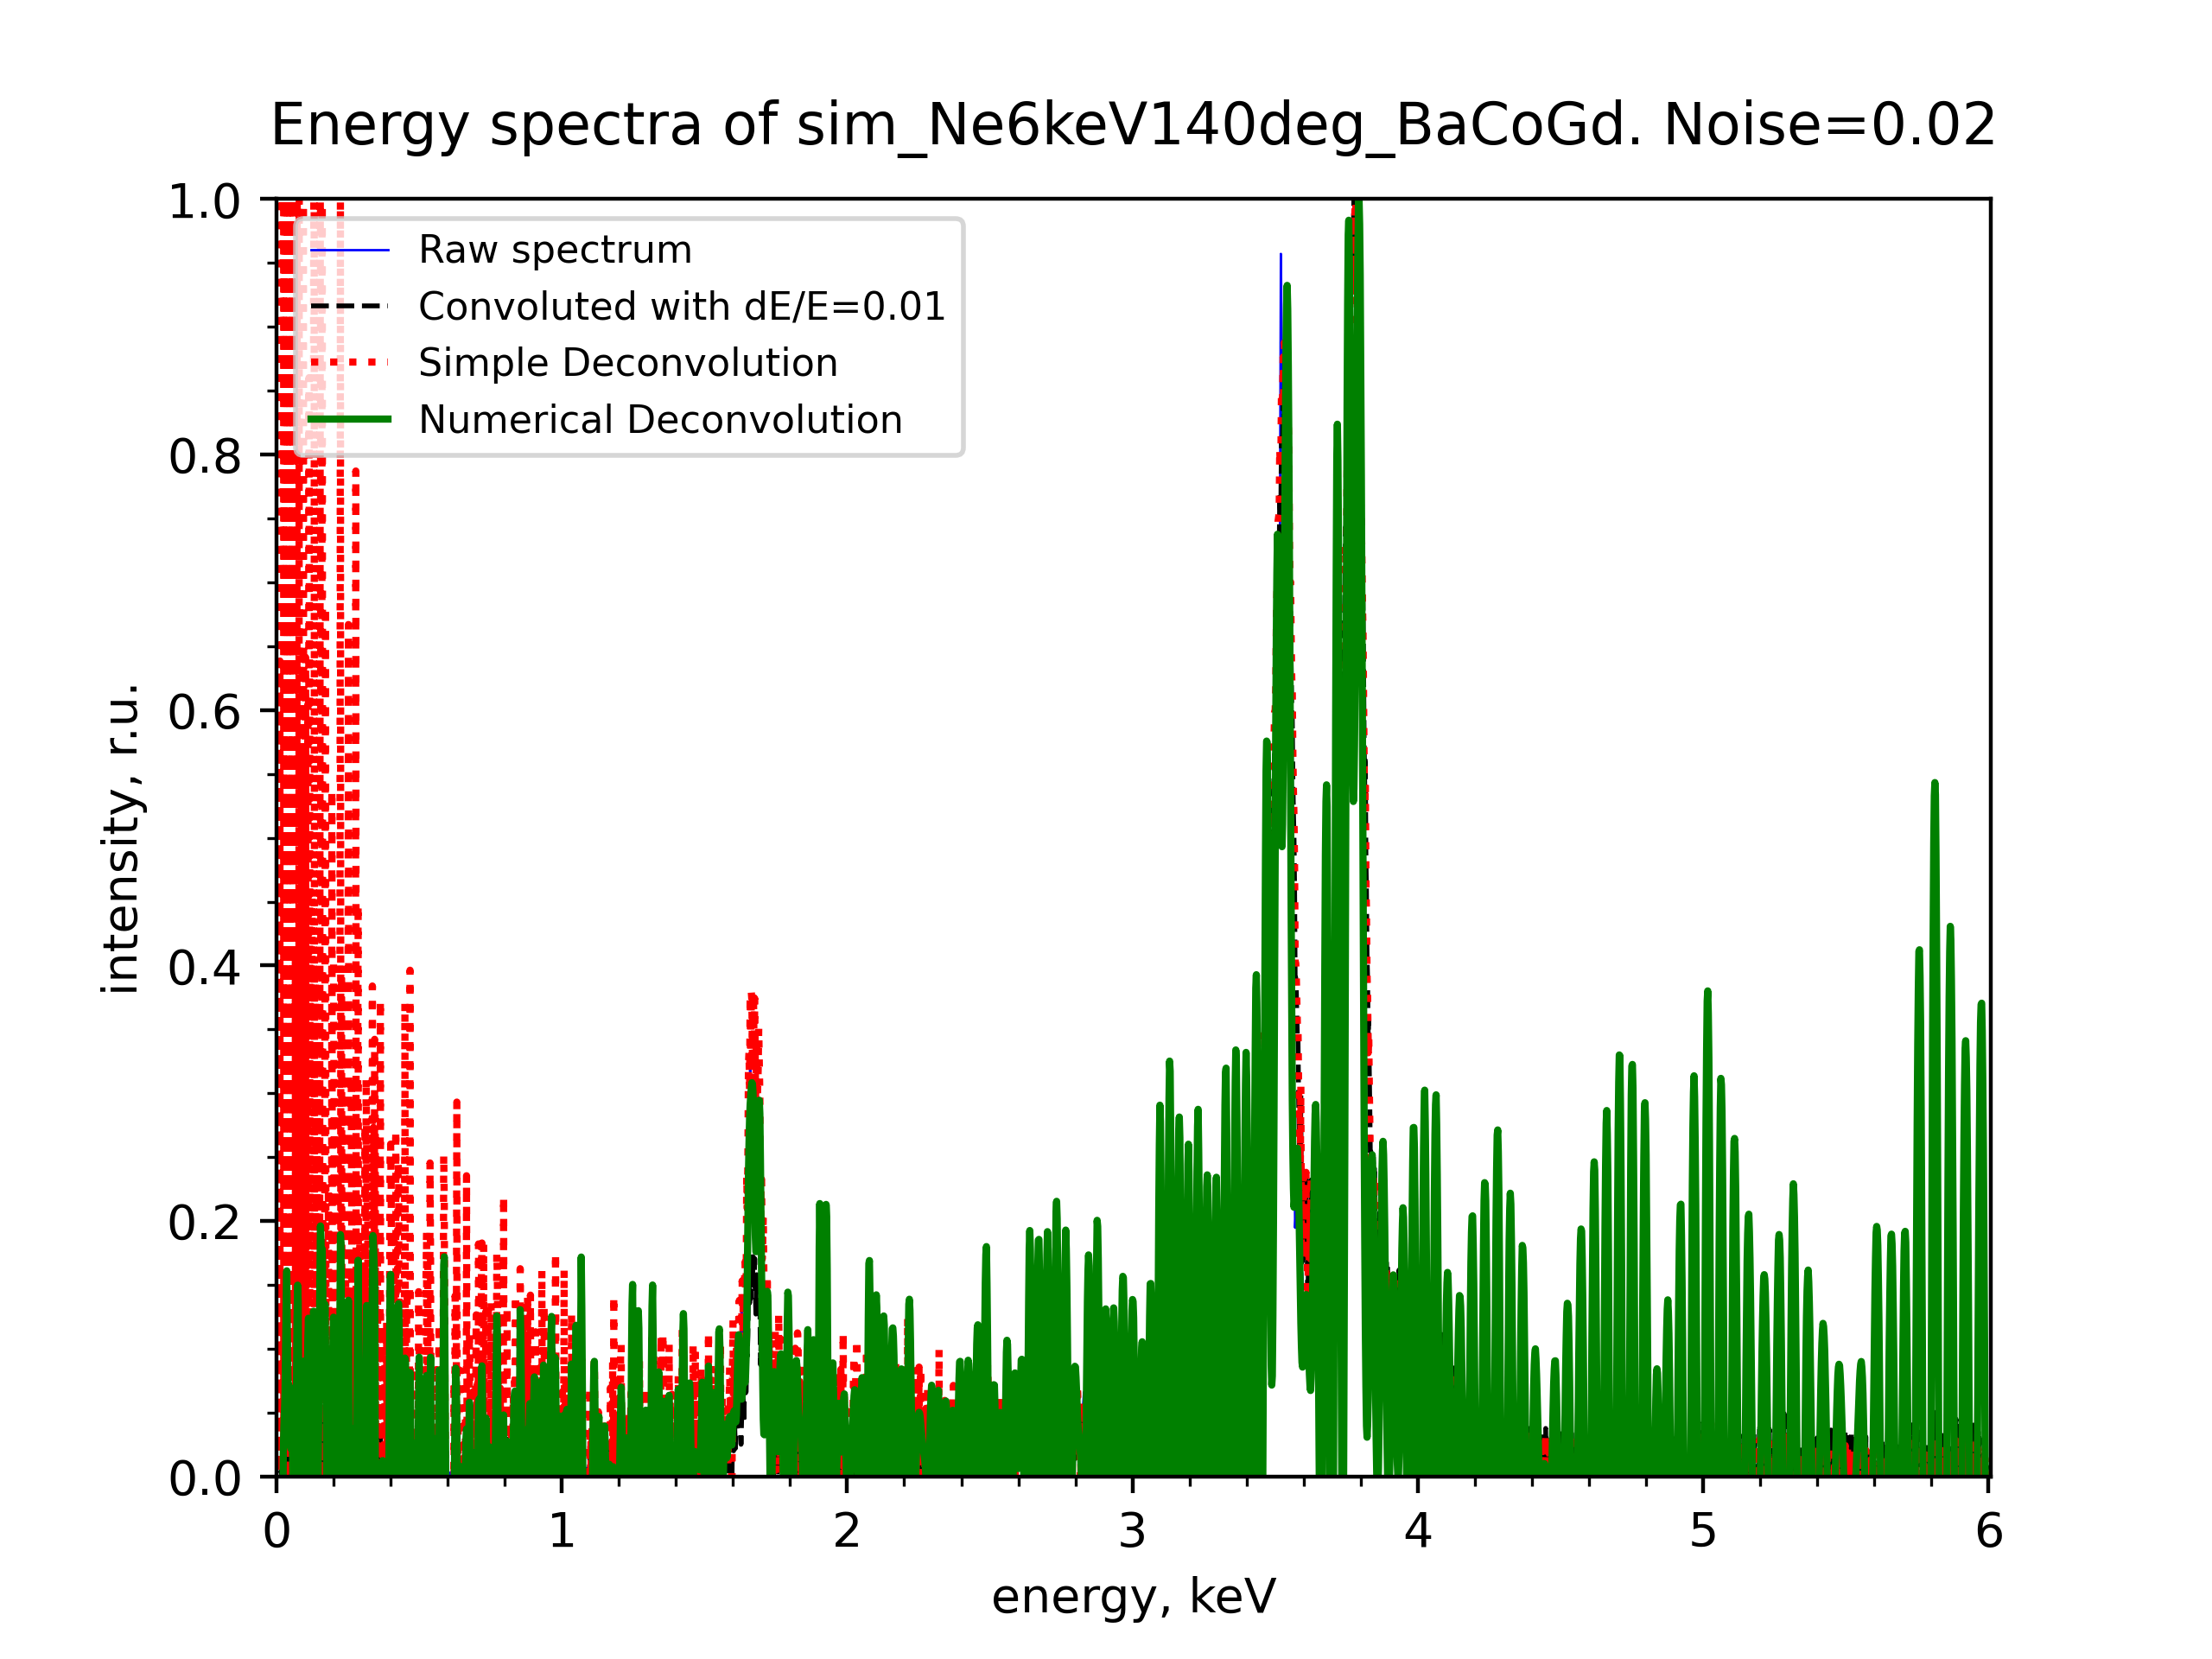 Energy spectra of sim_Ne6keV140deg_BaCoGd. Noise=0.02
1.0
0.8
0.6
0.4
0.2
0.0
intensity, r.u.
Raw spectrum
Convoluted with dE/E=0.01
Simple Deconvolution
Numerical Deconvolution
0 1 2 3 4 5 6
energy, keV